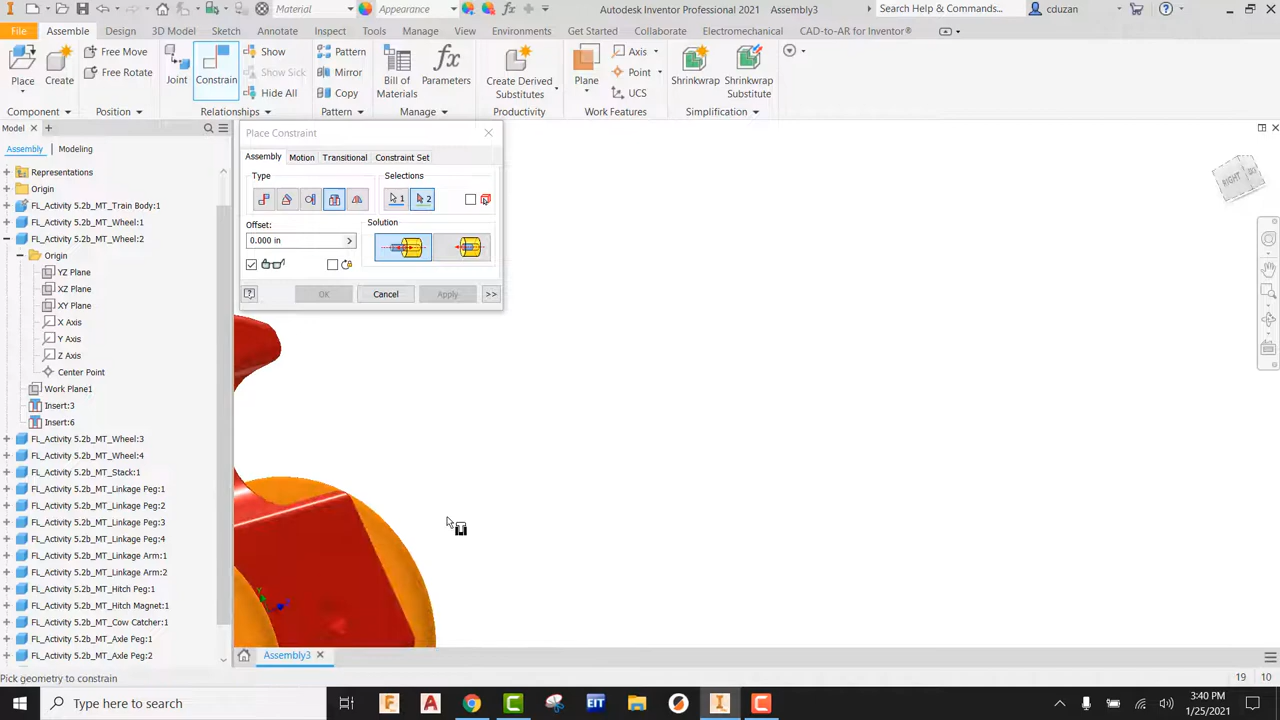 Material
Appearance
Autodesk Inventor Professional 2021
Assembly3
Search Help & Commands...
cduzan
File
Assemble
Design
3D Model
Sketch
Annotate
Inspect
Tools
Manage
View
Environments
Get Started
Collaborate
Electromechanical
CAD-to-AR for Inventor®
Place
Create
Free Move
Free Rotate
Joint
Constrain
Show
Show Sick
Hide All
Pattern
Mirror
Copy
Bill of
Materials
fx
Parameters
Create Derived
Substitutes
Plane
Axis
Point
UCS
Shrinkwrap
Shrinkwrap
Substitute
Component
Position
Relationships
Pattern
Manage
Productivity
Work Features
Simplification
Model
Assembly
Modeling
Representations
Origin
FL_Activity 5.2b_MT_Train Body:1
FL_Activity 5.2b_MT_Wheel:1
FL_Activity 5.2b_MT_Wheel:2
Origin
YZ Plane
XZ Plane
XY Plane
X Axis
Y Axis
Z Axis
Center Point
Work Plane1
Insert:3
Insert:6
FL_Activity 5.2b_MT_Wheel:3
FL_Activity 5.2b_MT_Wheel:4
FL_Activity 5.2b_MT_Stack:1
FL_Activity 5.2b_MT_Linkage Peg:1
FL_Activity 5.2b_MT_Linkage Peg:2
FL_Activity 5.2b_MT_Linkage Peg:3
FL_Activity 5.2b_MT_Linkage Peg:4
FL_Activity 5.2b_MT_Linkage Arm:1
FL_Activity 5.2b_MT_Linkage Arm:2
FL_Activity 5.2b_MT_Hitch Peg:1
FL_Activity 5.2b_MT_Hitch Magnet:1
FL_Activity 5.2b_MT_Cow Catcher:1
FL_Activity 5.2b_MT_Axle Peg:1
FL_Activity 5.2b_MT_Axle Peg:2
Place Constraint
Assembly
Motion
Transitional
Constraint Set
Type
Selections
1
2
Offset:
0.000 in
Solution
OK
Cancel
Apply
>>
RIGHT
Assembly3
Pick geometry to constrain
19
10
Type here to search
EIT
3:40 PM
1/25/2021